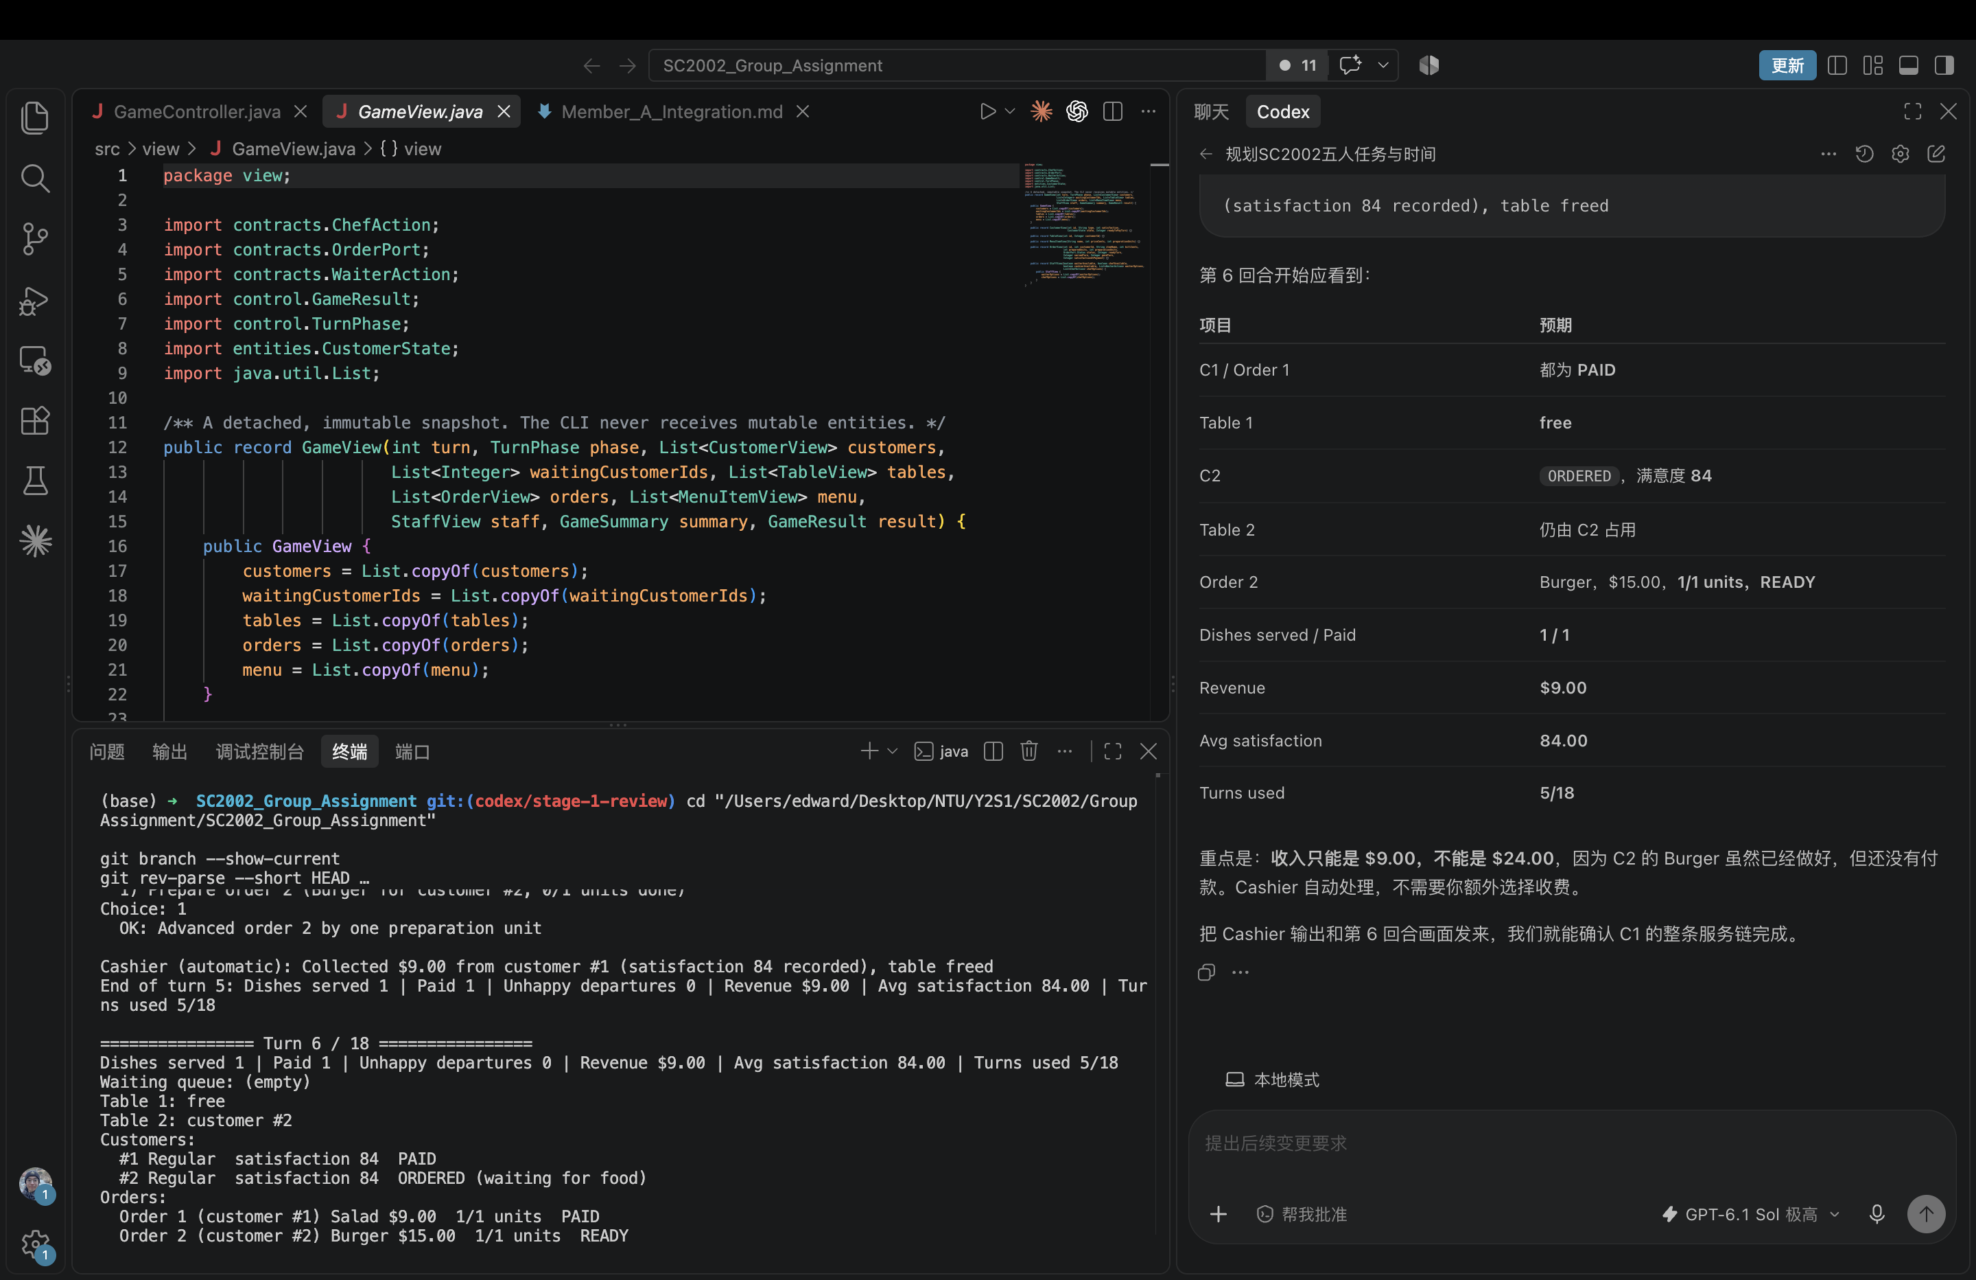 SC2002_Group_Assignment
11
更新
GameController.java
GameView.java
Member_A_Integration.md
src > view > J GameView.java > {} view
1 package view;
2
3 import contracts.ChefAction;
4 import contracts.OrderPort;
5 import contracts.WaiterAction;
6 import control.GameResult;
7 import control.TurnPhase;
8 import entities.CustomerState;
9 import java.util.List;
10
11 /** A detached, immutable snapshot. The CLI never receives mutable entities. */
12 public record GameView(int turn, TurnPhase phase, List<CustomerView> customers,
13 List<Integer> waitingCustomerIds, List<TableView> tables,
14 List<OrderView> orders, List<MenuItemView> menu,
15 StaffView staff, GameSummary summary, GameResult result) {
16 public GameView {
17 customers = List.copyOf(customers);
18 waitingCustomerIds = List.copyOf(waitingCustomerIds);
19 tables = List.copyOf(tables);
20 orders = List.copyOf(orders);
21 menu = List.copyOf(menu);
22 }
23
问题 输出 调试控制台 终端 端口
java
(base) → SC2002_Group_Assignment git:(codex/stage-1-review) cd "/Users/edward/Desktop/NTU/Y2S1/SC2002/Group
Assignment/SC2002_Group_Assignment"
git branch --show-current
git rev-parse --short HEAD …
1) Prepare order 2 (Burger for customer #2, 0/1 units done)
Choice: 1
OK: Advanced order 2 by one preparation unit
Cashier (automatic): Collected $9.00 from customer #1 (satisfaction 84 recorded), table freed
End of turn 5: Dishes served 1 | Paid 1 | Unhappy departures 0 | Revenue $9.00 | Avg satisfaction 84.00 | Tur
ns used 5/18
================ Turn 6 / 18 ================
Dishes served 1 | Paid 1 | Unhappy departures 0 | Revenue $9.00 | Avg satisfaction 84.00 | Turns used 5/18
Waiting queue: (empty)
Table 1: free
Table 2: customer #2
Customers:
#1 Regular satisfaction 84 PAID
#2 Regular satisfaction 84 ORDERED (waiting for food)
Orders:
Order 1 (customer #1) Salad $9.00 1/1 units PAID
Order 2 (customer #2) Burger $15.00 1/1 units READY
1
1
聊天 Codex
规划SC2002五人任务与时间
(satisfaction 84 recorded), table freed
第 6 回合开始应看到：
项目 预期
C1 / Order 1 都为 PAID
Table 1 free
C2 ORDERED，满意度 84
Table 2 仍由 C2 占用
Order 2 Burger，$15.00，1/1 units，READY
Dishes served / Paid 1 / 1
Revenue $9.00
Avg satisfaction 84.00
Turns used 5/18
重点是：收入只能是 $9.00，不能是 $24.00，因为 C2 的 Burger 虽然已经做好，但还没有付
款。Cashier 自动处理，不需要你额外选择收费。
把 Cashier 输出和第 6 回合画面发来，我们就能确认 C1 的整条服务链完成。
本地模式
提出后续变更要求
帮我批准
GPT-6.1 Sol 极高